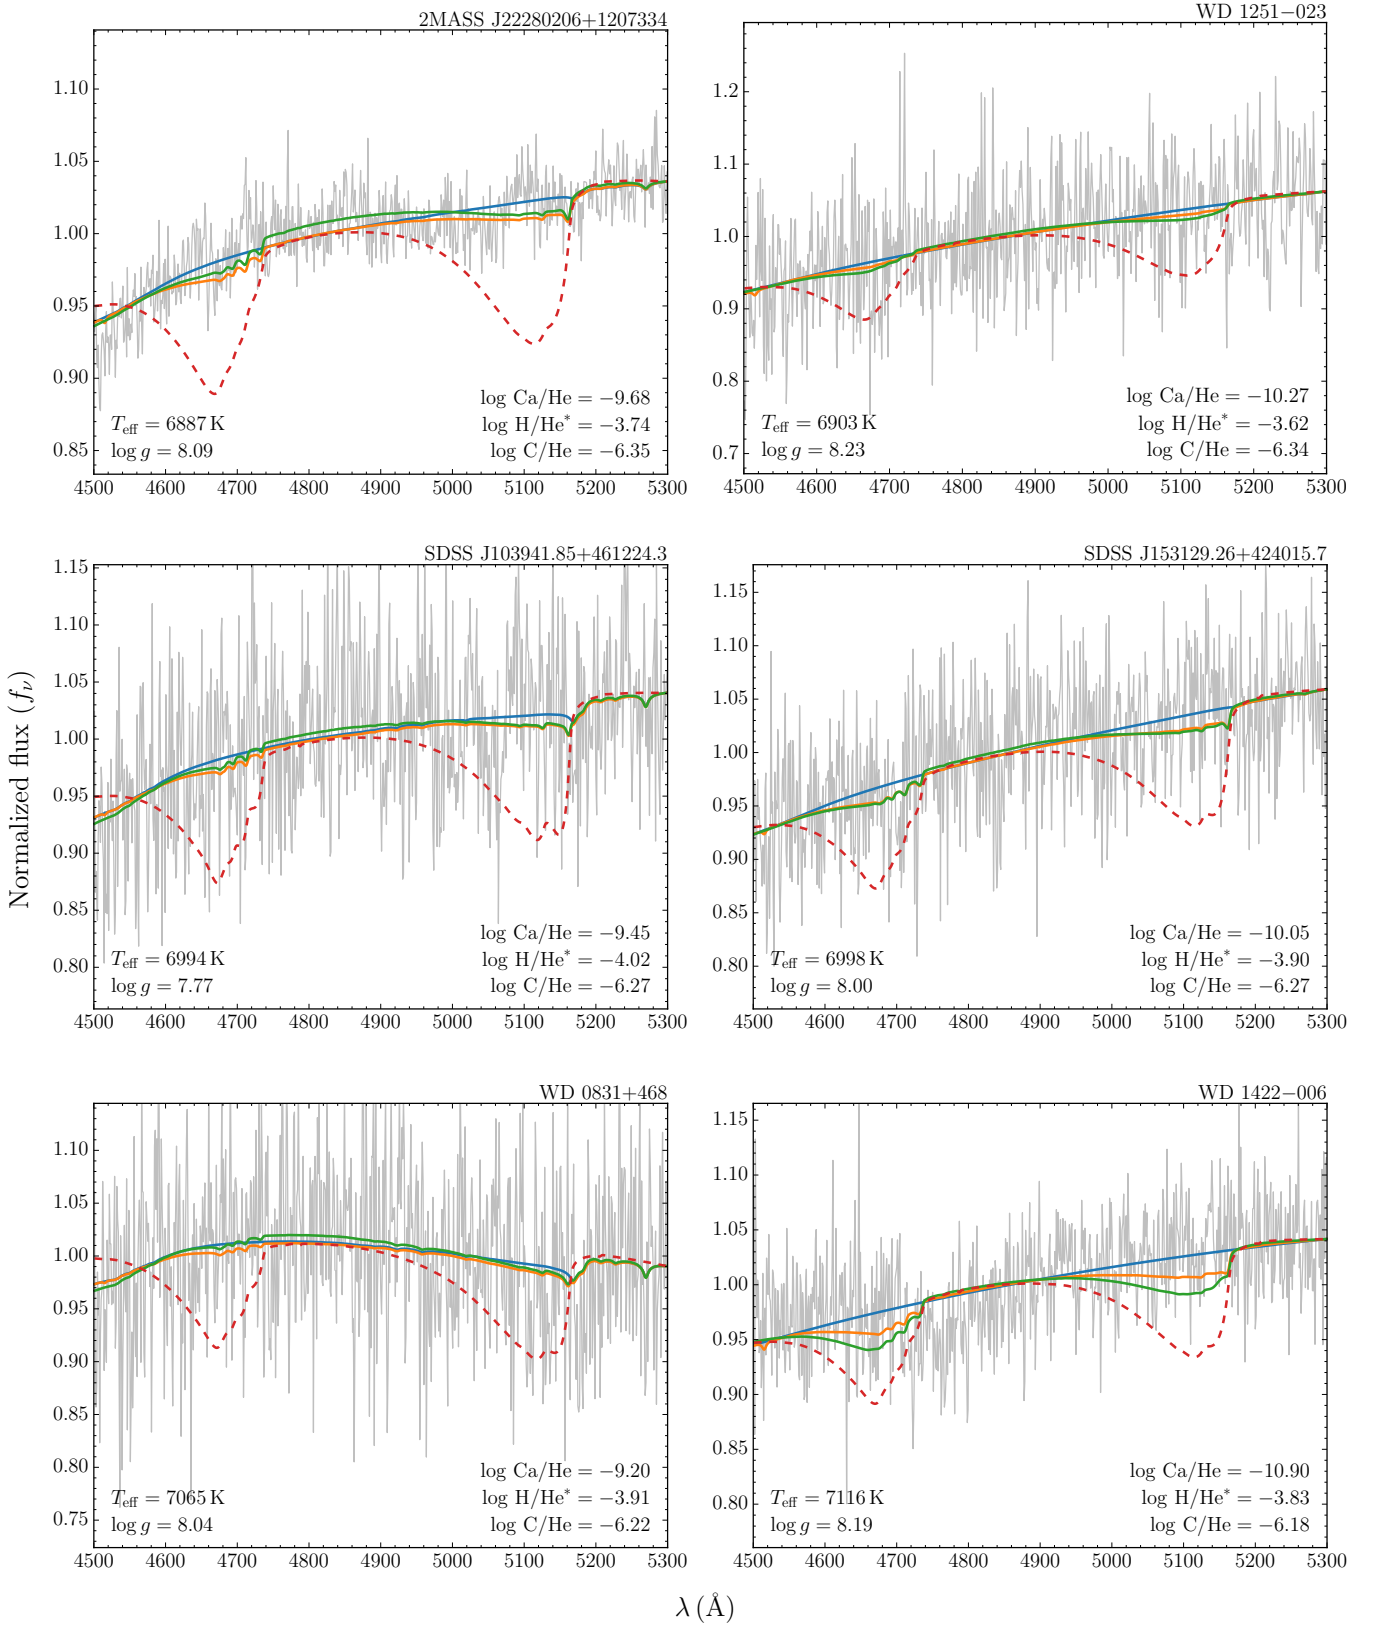 2MASS J22280206+1207334
1.10
1.05
1.00
0.95
0.90
0.85
T_eff = 6887 K
log g = 8.09
log Ca/He = −9.68
log H/He* = −3.74
log C/He = −6.35
4500 4600 4700 4800 4900 5000 5100 5200 5300
WD 1251−023
1.2
1.1
1.0
0.9
0.8
0.7
T_eff = 6903 K
log g = 8.23
log Ca/He = −10.27
log H/He* = −3.62
log C/He = −6.34
4500 4600 4700 4800 4900 5000 5100 5200 5300
Normalized flux (f_ν)
SDSS J103941.85+461224.3
1.15
1.10
1.05
1.00
0.95
0.90
0.85
0.80
T_eff = 6994 K
log g = 7.77
log Ca/He = −9.45
log H/He* = −4.02
log C/He = −6.27
4500 4600 4700 4800 4900 5000 5100 5200 5300
SDSS J153129.26+424015.7
1.15
1.10
1.05
1.00
0.95
0.90
0.85
0.80
T_eff = 6998 K
log g = 8.00
log Ca/He = −10.05
log H/He* = −3.90
log C/He = −6.27
4500 4600 4700 4800 4900 5000 5100 5200 5300
WD 0831+468
1.10
1.05
1.00
0.95
0.90
0.85
0.80
0.75
T_eff = 7065 K
log g = 8.04
log Ca/He = −9.20
log H/He* = −3.91
log C/He = −6.22
4500 4600 4700 4800 4900 5000 5100 5200 5300
WD 1422−006
1.15
1.10
1.05
1.00
0.95
0.90
0.85
0.80
T_eff = 7116 K
log g = 8.19
log Ca/He = −10.90
log H/He* = −3.83
log C/He = −6.18
4500 4600 4700 4800 4900 5000 5100 5200 5300
λ (Å)